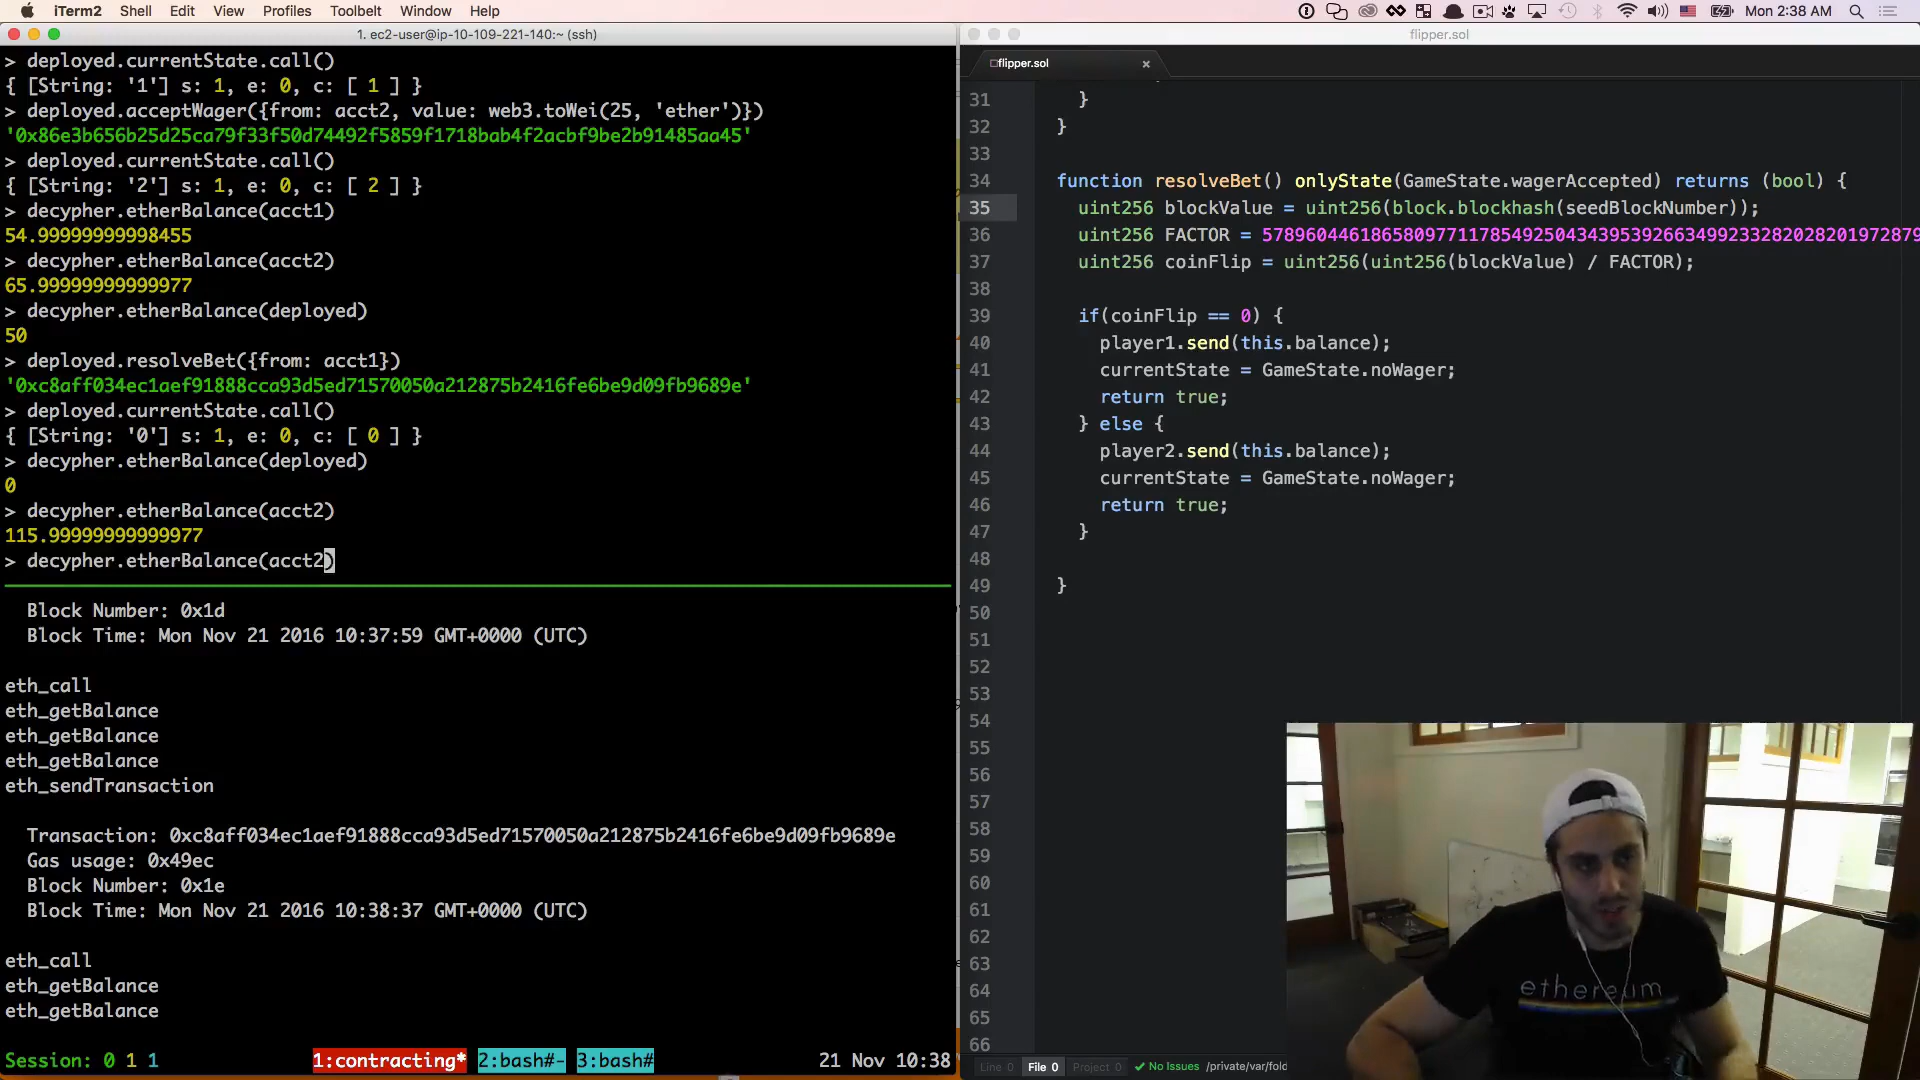 iTerm2 Shell Edit View Profiles Toolbelt Window Help
Mon 2:38 AM
1. ec2-user@ip-10-109-221-140:~ (ssh)
> deployed.currentState.call()
{ [String: '1'] s: 1, e: 0, c: [ 1 ] }
> deployed.acceptWager({from: acct2, value: web3.toWei(25, 'ether')})
'0x86e3b656b25d25ca79f33f50d74492f5859f1718bab4f2acbf9be2b91485aa45'
> deployed.currentState.call()
{ [String: '2'] s: 1, e: 0, c: [ 2 ] }
> decypher.etherBalance(acct1)
54.99999999998455
> decypher.etherBalance(acct2)
65.99999999999977
> decypher.etherBalance(deployed)
50
> deployed.resolveBet({from: acct1})
'0xc8aff034ec1aef91888cca93d5ed71570050a212875b2416fe6be9d09fb9689e'
> deployed.currentState.call()
{ [String: '0'] s: 1, e: 0, c: [ 0 ] }
> decypher.etherBalance(deployed)
0
> decypher.etherBalance(acct2)
115.99999999999977
> decypher.etherBalance(acct2)
Block Number: 0x1d
Block Time: Mon Nov 21 2016 10:37:59 GMT+0000 (UTC)
eth_call
eth_getBalance
eth_getBalance
eth_getBalance
eth_sendTransaction
Transaction: 0xc8aff034ec1aef91888cca93d5ed71570050a212875b2416fe6be9d09fb9689e
Gas usage: 0x49ec
Block Number: 0x1e
Block Time: Mon Nov 21 2016 10:38:37 GMT+0000 (UTC)
eth_call
eth_getBalance
eth_getBalance
Session: 0 1 1 1:contracting* 2:bash#- 3:bash# 21 Nov 10:38
flipper.sol
flipper.sol ×
31 }
32 }
33
34 function resolveBet() onlyState(GameState.wagerAccepted) returns (bool) {
35 uint256 blockValue = uint256(block.blockhash(seedBlockNumber));
36 uint256 FACTOR = 5789604461865809771178549250434395392663499233282028201972879
37 uint256 coinFlip = uint256(uint256(blockValue) / FACTOR);
38
39 if(coinFlip == 0) {
40 player1.send(this.balance);
41 currentState = GameState.noWager;
42 return true;
43 } else {
44 player2.send(this.balance);
45 currentState = GameState.noWager;
46 return true;
47 }
48
49 }
50
51
52
53
54
55
56
57
58
59
60
61
62
63
64
65
66
ethereum
Line 0 File 0 Project 0 No Issues /private/var/fold